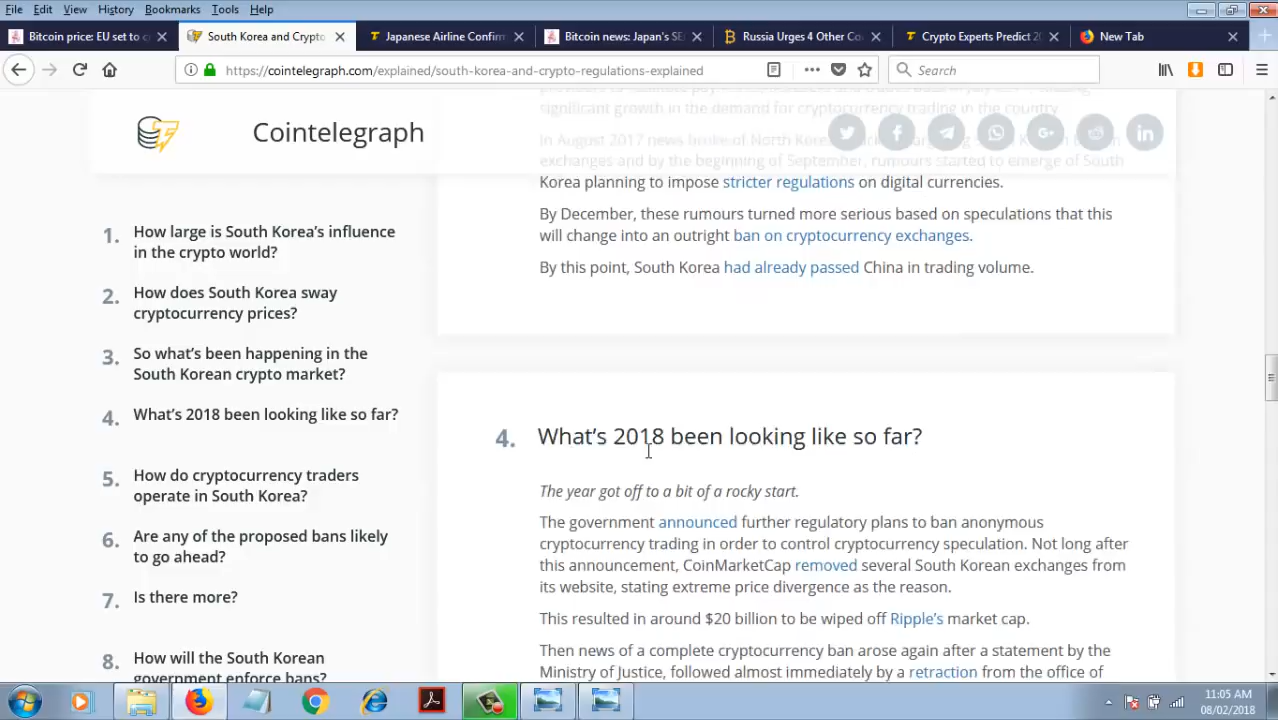 File Edit View History Bookmarks Tools Help
Bitcoin price: EU set to c
South Korea and Crypto
Japanese Airline Confirm
Bitcoin news: Japan's SE
Russia Urges 4 Other Co
Crypto Experts Predict 20
New Tab
https://cointelegraph.com/explained/south-korea-and-crypto-regulations-explained
Search
Cointelegraph
significant growth in the demand for cryptocurrency trading in the country
In August 2017 news broke of North Korea
exchanges and by the beginning of September, rumours started to emerge of South
Korea planning to impose stricter regulations on digital currencies.
By December, these rumours turned more serious based on speculations that this
will change into an outright ban on cryptocurrency exchanges.
By this point, South Korea had already passed China in trading volume.
1. How large is South Korea's influence
in the crypto world?
2. How does South Korea sway
cryptocurrency prices?
3. So what's been happening in the
South Korean crypto market?
4. What's 2018 been looking like so far?
5. How do cryptocurrency traders
operate in South Korea?
6. Are any of the proposed bans likely
to go ahead?
7. Is there more?
8. How will the South Korean
government enforce bans?
4. What's 2018 been looking like so far?
The year got off to a bit of a rocky start.
The government announced further regulatory plans to ban anonymous
cryptocurrency trading in order to control cryptocurrency speculation. Not long after
this announcement, CoinMarketCap removed several South Korean exchanges from
its website, stating extreme price divergence as the reason.
This resulted in around $20 billion to be wiped off Ripple's market cap.
Then news of a complete cryptocurrency ban arose again after a statement by the
Ministry of Justice, followed almost immediately by a retraction from the office of
11:05 AM
08/02/2018